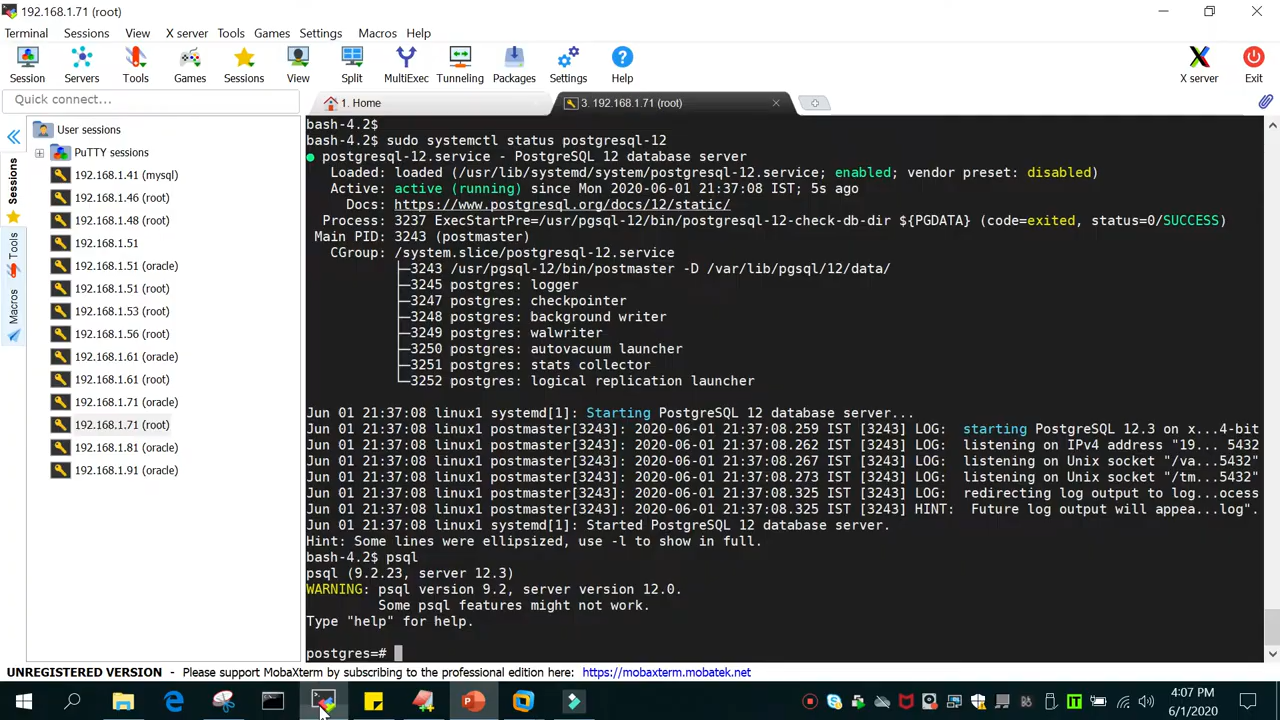 192.168.1.71 (root)
Terminal Sessions View X server Tools Games Settings Macros Help
Session Servers Tools Games Sessions View Split MultiExec Tunneling Packages Settings Help X server Exit
Quick connect...
1. Home
3. 192.168.1.71 (root)
Sessions
Tools
Macros
User sessions
PuTTY sessions
192.168.1.41 (mysql)
192.168.1.46 (root)
192.168.1.48 (root)
192.168.1.51
192.168.1.51 (oracle)
192.168.1.51 (root)
192.168.1.53 (root)
192.168.1.56 (root)
192.168.1.61 (oracle)
192.168.1.61 (root)
192.168.1.71 (oracle)
192.168.1.71 (root)
192.168.1.81 (oracle)
192.168.1.91 (oracle)
bash-4.2$
bash-4.2$ sudo systemctl status postgresql-12
● postgresql-12.service - PostgreSQL 12 database server
Loaded: loaded (/usr/lib/systemd/system/postgresql-12.service; enabled; vendor preset: disabled)
Active: active (running) since Mon 2020-06-01 21:37:08 IST; 5s ago
Docs: https://www.postgresql.org/docs/12/static/
Process: 3237 ExecStartPre=/usr/pgsql-12/bin/postgresql-12-check-db-dir ${PGDATA} (code=exited, status=0/SUCCESS)
Main PID: 3243 (postmaster)
CGroup: /system.slice/postgresql-12.service
├─3243 /usr/pgsql-12/bin/postmaster -D /var/lib/pgsql/12/data/
├─3245 postgres: logger
├─3247 postgres: checkpointer
├─3248 postgres: background writer
├─3249 postgres: walwriter
├─3250 postgres: autovacuum launcher
├─3251 postgres: stats collector
└─3252 postgres: logical replication launcher
Jun 01 21:37:08 linux1 systemd[1]: Starting PostgreSQL 12 database server...
Jun 01 21:37:08 linux1 postmaster[3243]: 2020-06-01 21:37:08.259 IST [3243] LOG:  starting PostgreSQL 12.3 on x...4-bit
Jun 01 21:37:08 linux1 postmaster[3243]: 2020-06-01 21:37:08.262 IST [3243] LOG:  listening on IPv4 address "19... 5432
Jun 01 21:37:08 linux1 postmaster[3243]: 2020-06-01 21:37:08.267 IST [3243] LOG:  listening on Unix socket "/va...5432"
Jun 01 21:37:08 linux1 postmaster[3243]: 2020-06-01 21:37:08.273 IST [3243] LOG:  listening on Unix socket "/tm...5432"
Jun 01 21:37:08 linux1 postmaster[3243]: 2020-06-01 21:37:08.325 IST [3243] LOG:  redirecting log output to log...ocess
Jun 01 21:37:08 linux1 postmaster[3243]: 2020-06-01 21:37:08.325 IST [3243] HINT:  Future log output will appea...log".
Jun 01 21:37:08 linux1 systemd[1]: Started PostgreSQL 12 database server.
Hint: Some lines were ellipsized, use -l to show in full.
bash-4.2$ psql
psql (9.2.23, server 12.3)
WARNING: psql version 9.2, server version 12.0.
Some psql features might not work.
Type "help" for help.
postgres=#
UNREGISTERED VERSION - Please support MobaXterm by subscribing to the professional edition here: https://mobaxterm.mobatek.net
4:07 PM
6/1/2020